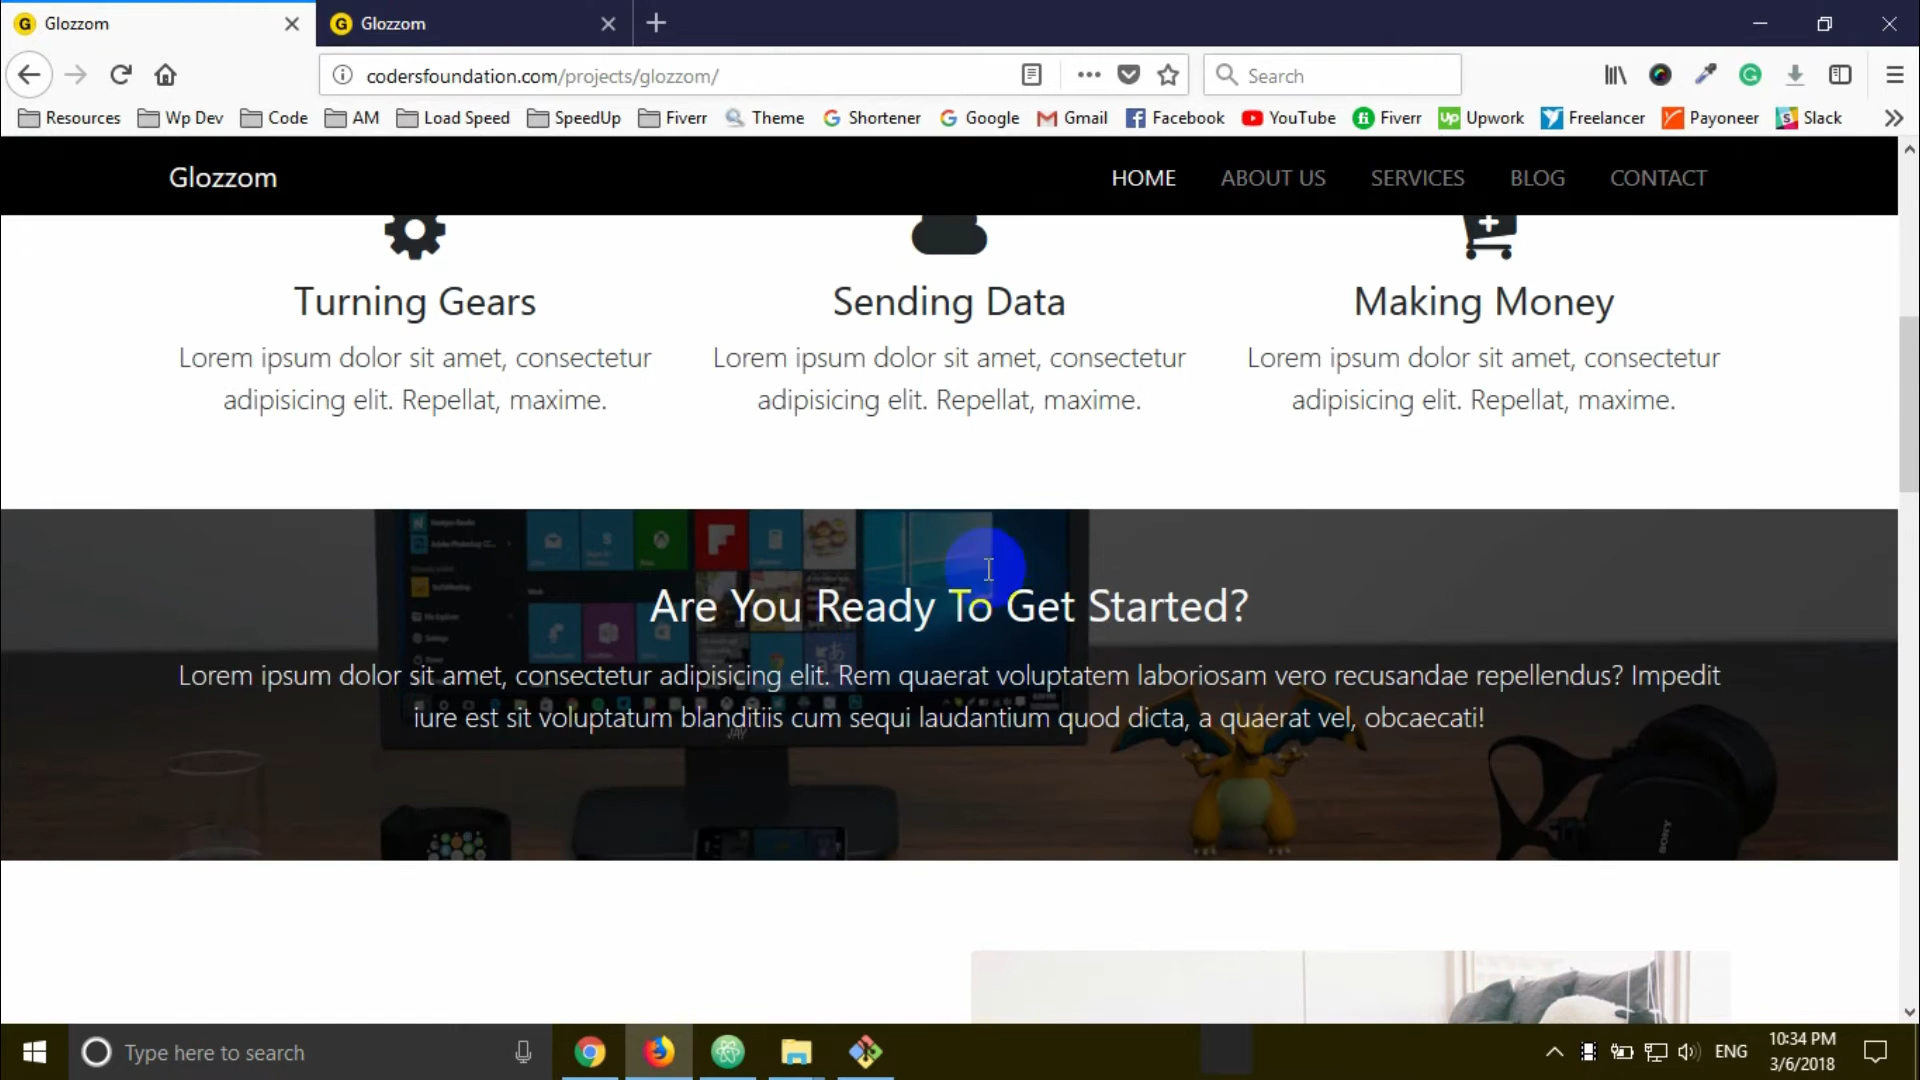 Glozzom
Glozzom
codersfoundation.com/projects/glozzom/
Search
Resources Wp Dev Code AM Load Speed SpeedUp Fiverr Theme Shortener Google Gmail Facebook YouTube Fiverr Upwork Freelancer Payoneer Slack
Glozzom HOME ABOUT US SERVICES BLOG CONTACT
Turning Gears
Lorem ipsum dolor sit amet, consectetur
adipisicing elit. Repellat, maxime.
Sending Data
Lorem ipsum dolor sit amet, consectetur
adipisicing elit. Repellat, maxime.
Making Money
Lorem ipsum dolor sit amet, consectetur
adipisicing elit. Repellat, maxime.
Are You Ready To Get Started?
Lorem ipsum dolor sit amet, consectetur adipisicing elit. Rem quaerat voluptatem laboriosam vero recusandae repellendus? Impedit
iure est sit voluptatum blanditiis cum sequi laudantium quod dicta, a quaerat vel, obcaecati!
JAY
SONY
Type here to search
ENG
10:34 PM
3/6/2018